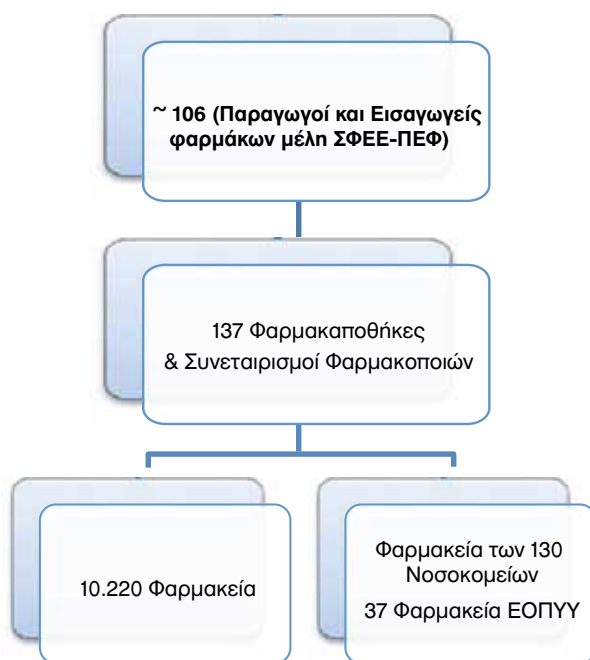 ~ 106 (Παραγωγοί και Εισαγωγείς
φαρμάκων μέλη ΣΦΕΕ-ΠΕΦ)
137 Φαρμακαποθήκες
& Συνεταιρισμοί Φαρμακοποιών
10.220 Φαρμακεία
Φαρμακεία των 130
Νοσοκομείων
37 Φαρμακεία ΕΟΠΥΥ